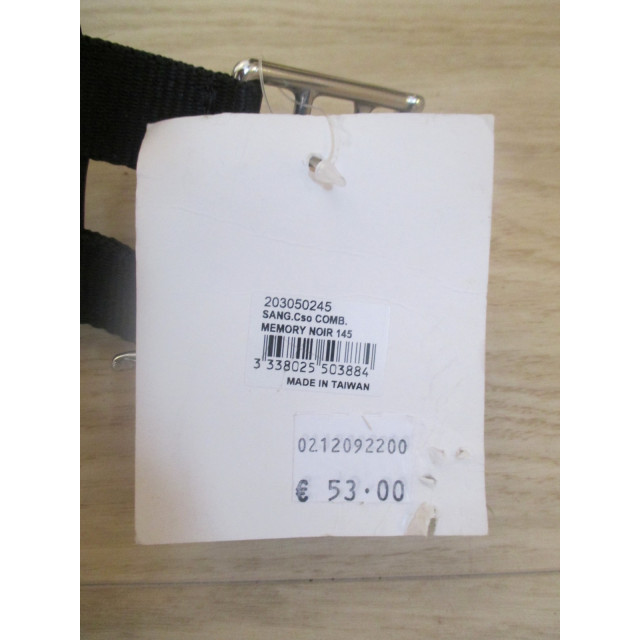 203050245
SANG.Cso COMB.
MEMORY NOIR 145
3 338025 503884
MADE IN TAIWAN
0212092200
€ 53.00